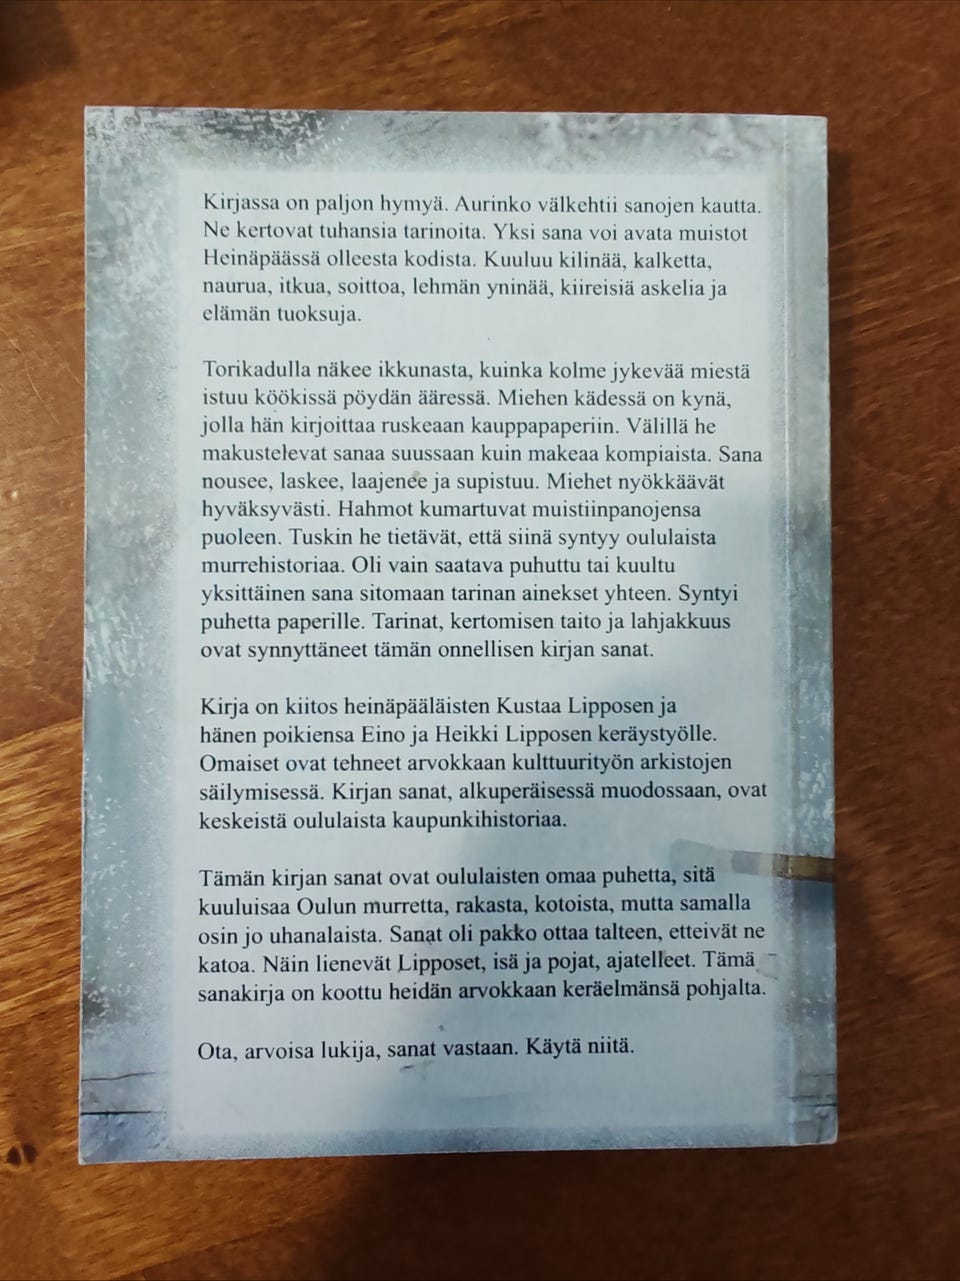 Kirjassa on paljon hymyä. Aurinko välkehtii sanojen kautta.
Ne kertovat tuhansia tarinoita. Yksi sana voi avata muistot
Heinäpäässä olleesta kodista. Kuuluu kilinää, kalketta,
naurua, itkua, soittoa, lehmän yninää, kiireisiä askelia ja
elämän tuoksuja.
Torikadulla näkee ikkunasta, kuinka kolme jykevää miestä
istuu köökissä pöydän ääressä. Miehen kädessä on kynä,
jolla hän kirjoittaa ruskeaan kauppapaperiin. Välillä he
makustelevat sanaa suussaan kuin makeaa kompiaista. Sana
nousee, laskee, laajenee ja supistuu. Miehet nyökkäävät
hyväksyvästi. Hahmot kumartuvat muistiinpanojensa
puoleen. Tuskin he tietävät, että siinä syntyy oululaista
murrehistoriaa. Oli vain saatava puhuttu tai kuultu
yksittäinen sana sitomaan tarinan ainekset yhteen. Syntyi
puhetta paperille. Tarinat, kertomisen taito ja lahjakkuus
ovat synnyttäneet tämän onnellisen kirjan sanat.
Kirja on kiitos heinäpääläisten Kustaa Lipposen ja
hänen poikiensa Eino ja Heikki Lipposen keräystyölle.
Omaiset ovat tehneet arvokkaan kulttuurityön arkistojen
säilymisessä. Kirjan sanat, alkuperäisessä muodossaan, ovat
keskeistä oululaista kaupunkihistoriaa.
Tämän kirjan sanat ovat oululaisten omaa puhetta, sitä
kuuluisaa Oulun murretta, rakasta, kotoista, mutta samalla
osin jo uhanalaista. Sanat oli pakko ottaa talteen, etteivät ne
katoa. Näin lienevät Lipposet, isä ja pojat, ajatelleet. Tämä
sanakirja on koottu heidän arvokkaan keräelmänsä pohjalta.
Ota, arvoisa lukija, sanat vastaan. Käytä niitä.